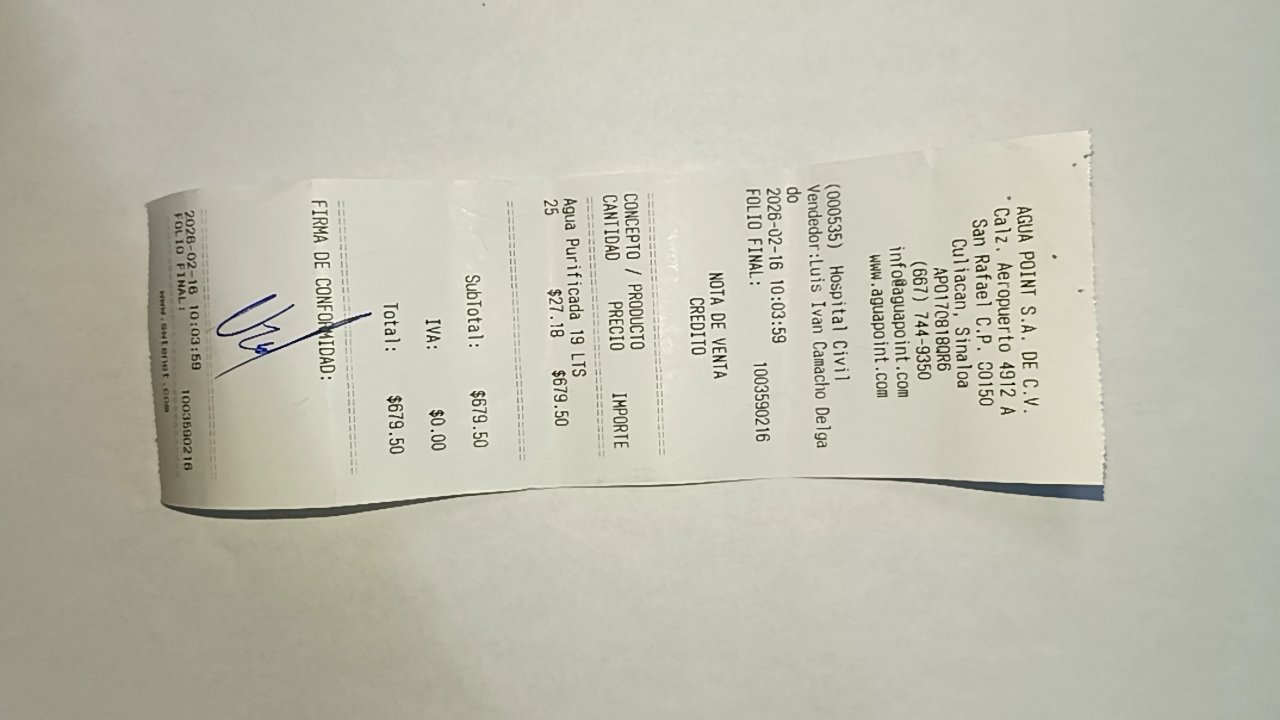 AGUA POINT S.A. DE C.V.
Calz. Aeropuerto 4912 A
San Rafael C.P. 80150
Culiacan, Sinaloa
APO170818QR6
(667) 744-9350
info@aguapoint.com
www.aguapoint.com
(000535) Hospital Civil
Vendedor:Luis Ivan Camacho Delga
do
2026-02-16 10:03:59
FOLIO FINAL: 1003590216
NOTA DE VENTA
CREDITO
CONCEPTO / PRODUCTO
CANTIDAD PRECIO IMPORTE
Agua Purificada 19 LTS
25 $27.18 $679.50
SubTotal: $679.50
IVA: $0.00
Total: $679.50
FIRMA DE CONFORMIDAD:
2026-02-16 10:03:59
FOLIO FINAL: 1003590216